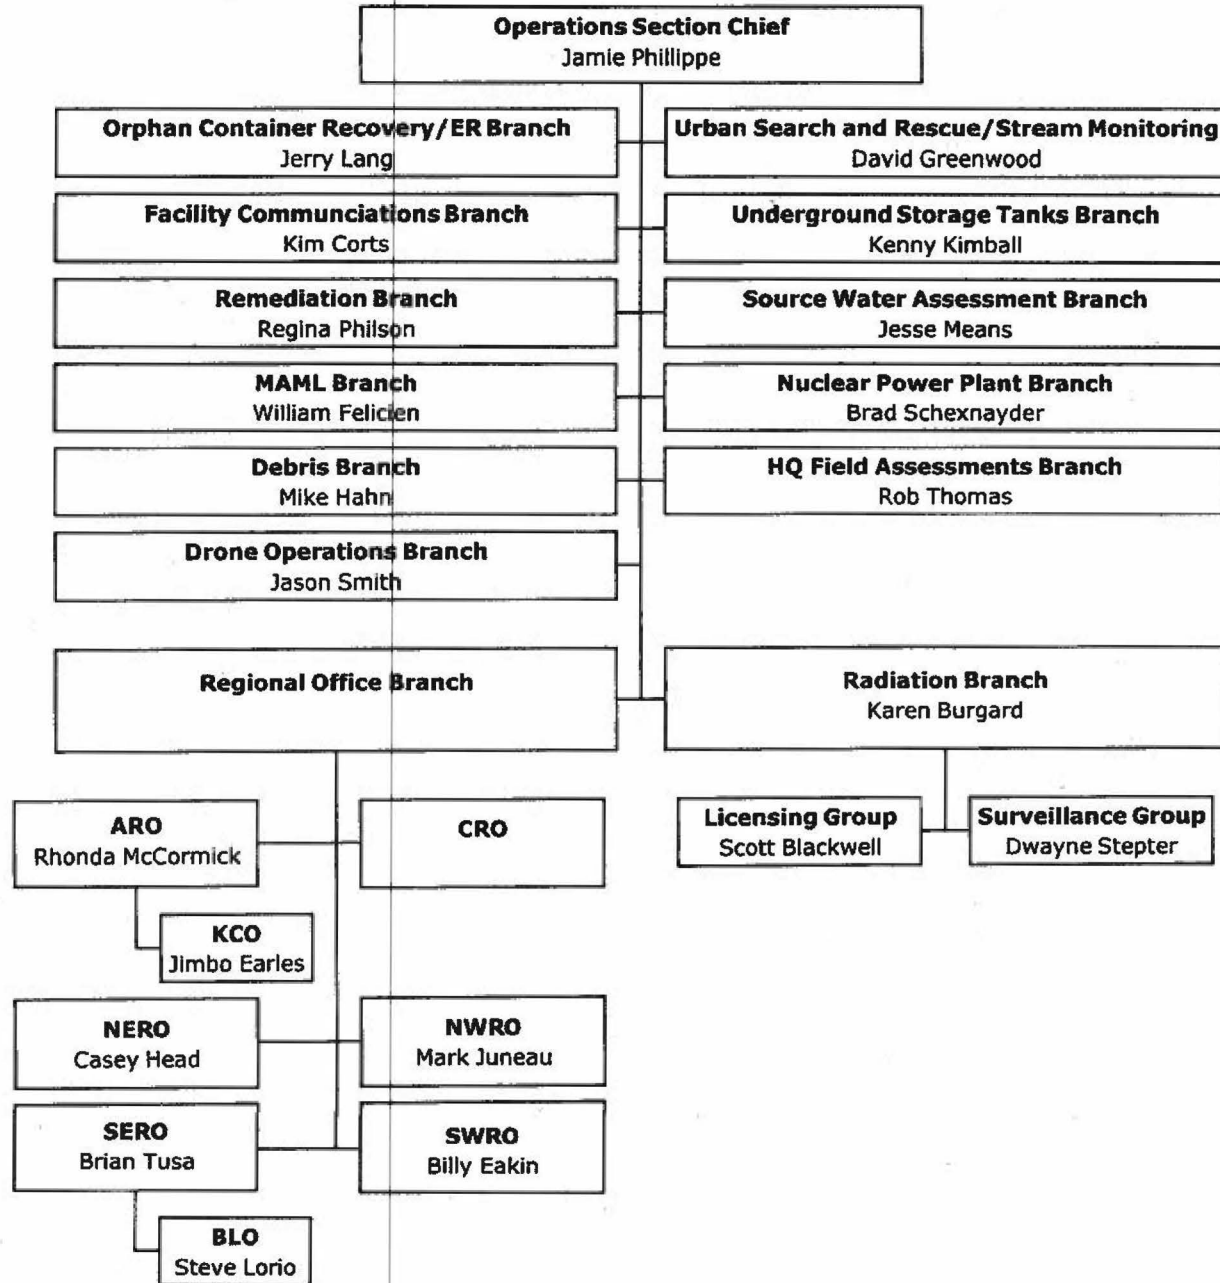 Operations Section Chief
Jamie Phillippe
Orphan Container Recovery/ER Branch
Jerry Lang
Urban Search and Rescue/Stream Monitoring
David Greenwood
Facility Communciations Branch
Kim Corts
Underground Storage Tanks Branch
Kenny Kimball
Remediation Branch
Regina Philson
Source Water Assessment Branch
Jesse Means
MAML Branch
William Felicien
Nuclear Power Plant Branch
Brad Schexnayder
Debris Branch
Mike Hahn
HQ Field Assessments Branch
Rob Thomas
Drone Operations Branch
Jason Smith
Regional Office Branch
Radiation Branch
Karen Burgard
ARO
Rhonda McCormick
CRO
Licensing Group
Scott Blackwell
Surveillance Group
Dwayne Stepter
KCO
Jimbo Earles
NERO
Casey Head
NWRO
Mark Juneau
SERO
Brian Tusa
SWRO
Billy Eakin
BLO
Steve Lorio